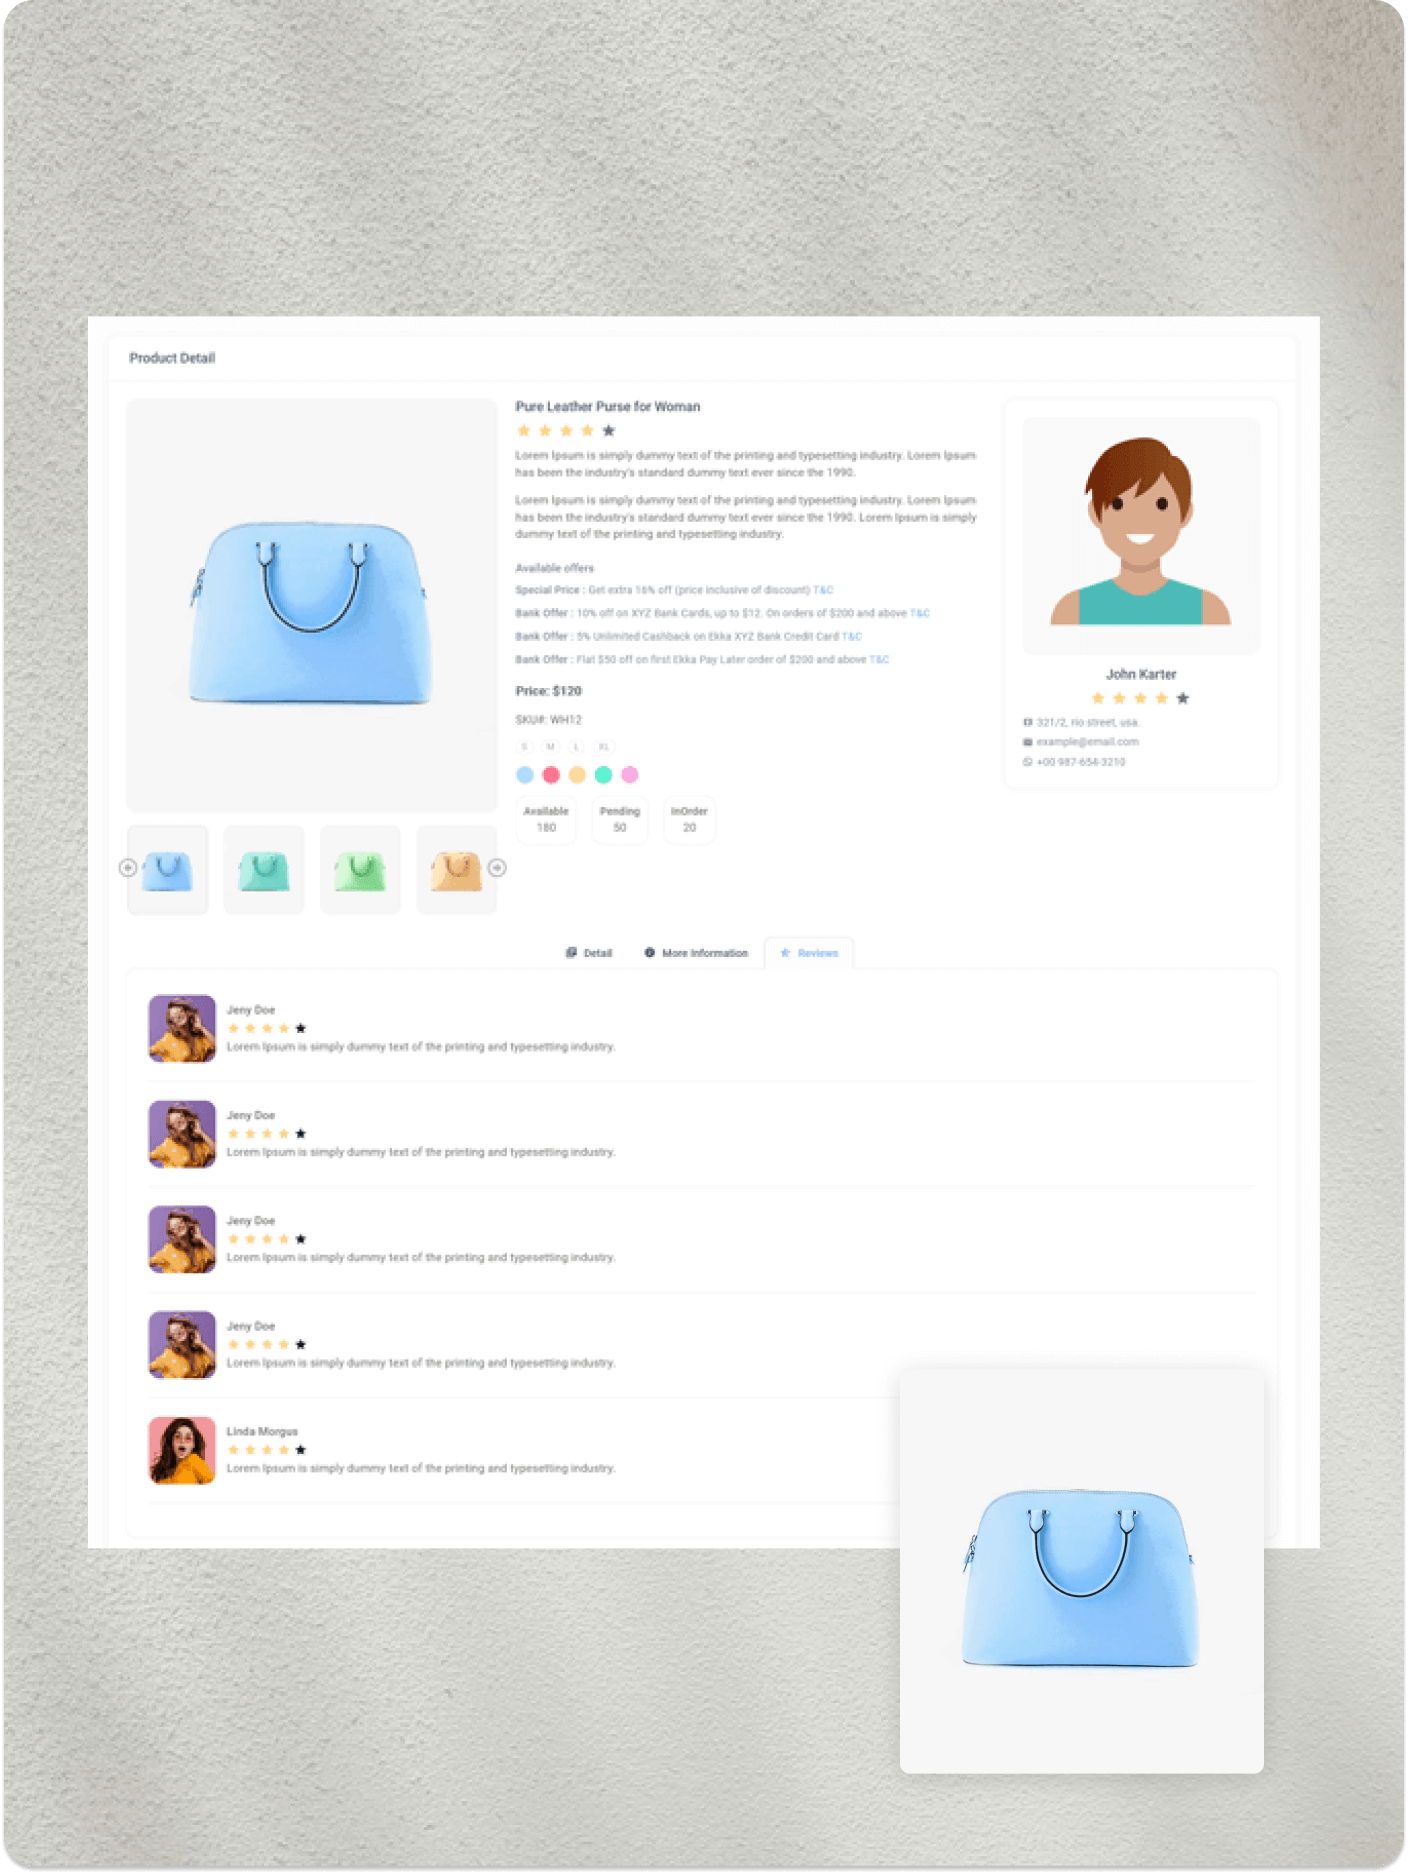 Product Detail
Pure Leather Purse for Woman
Lorem Ipsum is simply dummy text of the printing and typesetting industry. Lorem Ipsum
has been the industry's standard dummy text ever since the 1990.
Lorem Ipsum is simply dummy text of the printing and typesetting industry. Lorem Ipsum
has been the industry's standard dummy text ever since the 1990. Lorem Ipsum is simply
dummy text of the printing and typesetting industry.
Available offers
Special Price : Get extra 16% off (price inclusive of discount) T&C
Bank Offer : 10% off on XYZ Bank Cards, up to $12. On orders of $200 and above T&C
Bank Offer : 5% Unlimited Cashback on Ekka XYZ Bank Credit Card T&C
Bank Offer : Flat $50 off on first Ekka Pay Later order of $200 and above T&C
Price: $120
SKU#: WH12
S M L XL
Available Pending InOrder
180 50 20
John Karter
321/2, rio street, usa.
example@email.com
+00 987-654-3210
Detail More Information Reviews
Jeny Doe
Lorem Ipsum is simply dummy text of the printing and typesetting industry.
Jeny Doe
Lorem Ipsum is simply dummy text of the printing and typesetting industry.
Jeny Doe
Lorem Ipsum is simply dummy text of the printing and typesetting industry.
Jeny Doe
Lorem Ipsum is simply dummy text of the printing and typesetting industry.
Linda Morgus
Lorem Ipsum is simply dummy text of the printing and typesetting industry.